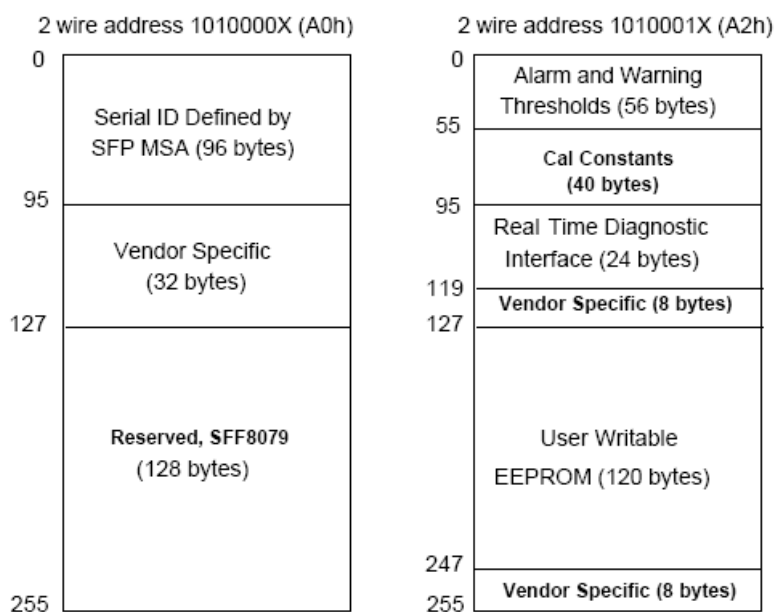 2 wire address 1010000X (A0h)
0
Serial ID Defined by
SFP MSA (96 bytes)
95
Vendor Specific
(32 bytes)
127
Reserved, SFF8079
(128 bytes)
255
2 wire address 1010001X (A2h)
0
Alarm and Warning
Thresholds (56 bytes)
55
Cal Constants
(40 bytes)
95
Real Time Diagnostic
Interface (24 bytes)
119
Vendor Specific (8 bytes)
127
User Writable
EEPROM (120 bytes)
247
Vendor Specific (8 bytes)
255